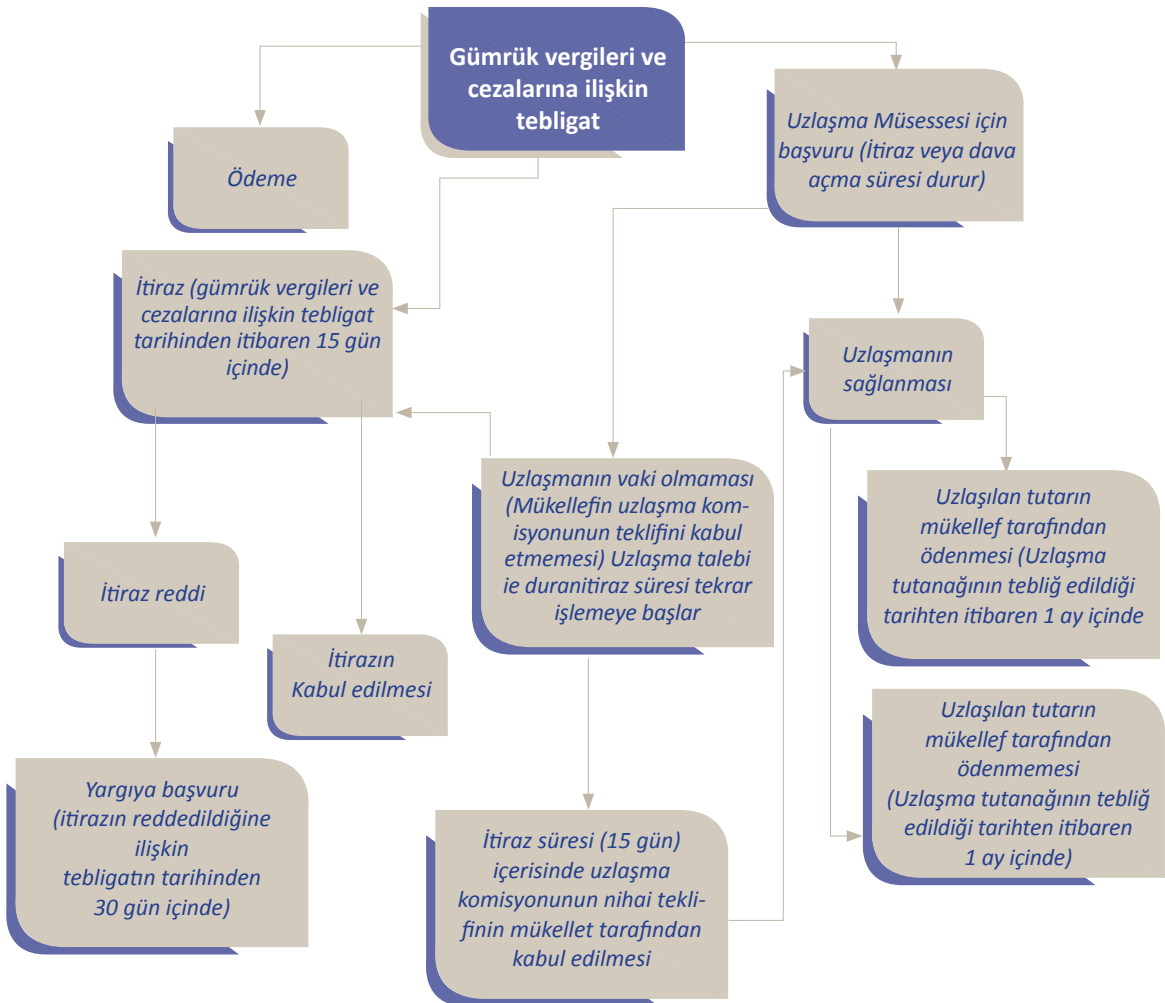 Gümrük vergileri ve
cezalarına ilişkin
tebligat
Ödeme
Uzlaşma Müsessesi için
başvuru (İtiraz veya dava
açma süresi durur)
İtiraz (gümrük vergileri ve
cezalarına ilişkin tebligat
tarihinden itibaren 15 gün
içinde)
Uzlaşmanın
sağlanması
Uzlaşmanın vaki olmaması
(Mükellefin uzlaşma kom-
isyonunun teklifini kabul
etmemesi) Uzlaşma talebi
ie duranitiraz süresi tekrar
işlemeye başlar
Uzlaşılan tutarın
mükellef tarafından
ödenmesi (Uzlaşma
tutanağının tebliğ edildiği
tarihten itibaren 1 ay içinde
İtiraz reddi
İtirazın
Kabul edilmesi
Uzlaşılan tutarın
mükellef tarafından
ödenmemesi
(Uzlaşma tutanağının tebliğ
edildiği tarihten itibaren
1 ay içinde)
Yargıya başvuru
(itirazın reddedildiğine
ilişkin
tebligatın tarihinden
30 gün içinde)
İtiraz süresi (15 gün)
içerisinde uzlaşma
komisyonunun nihai tekli-
finin mükellet tarafından
kabul edilmesi